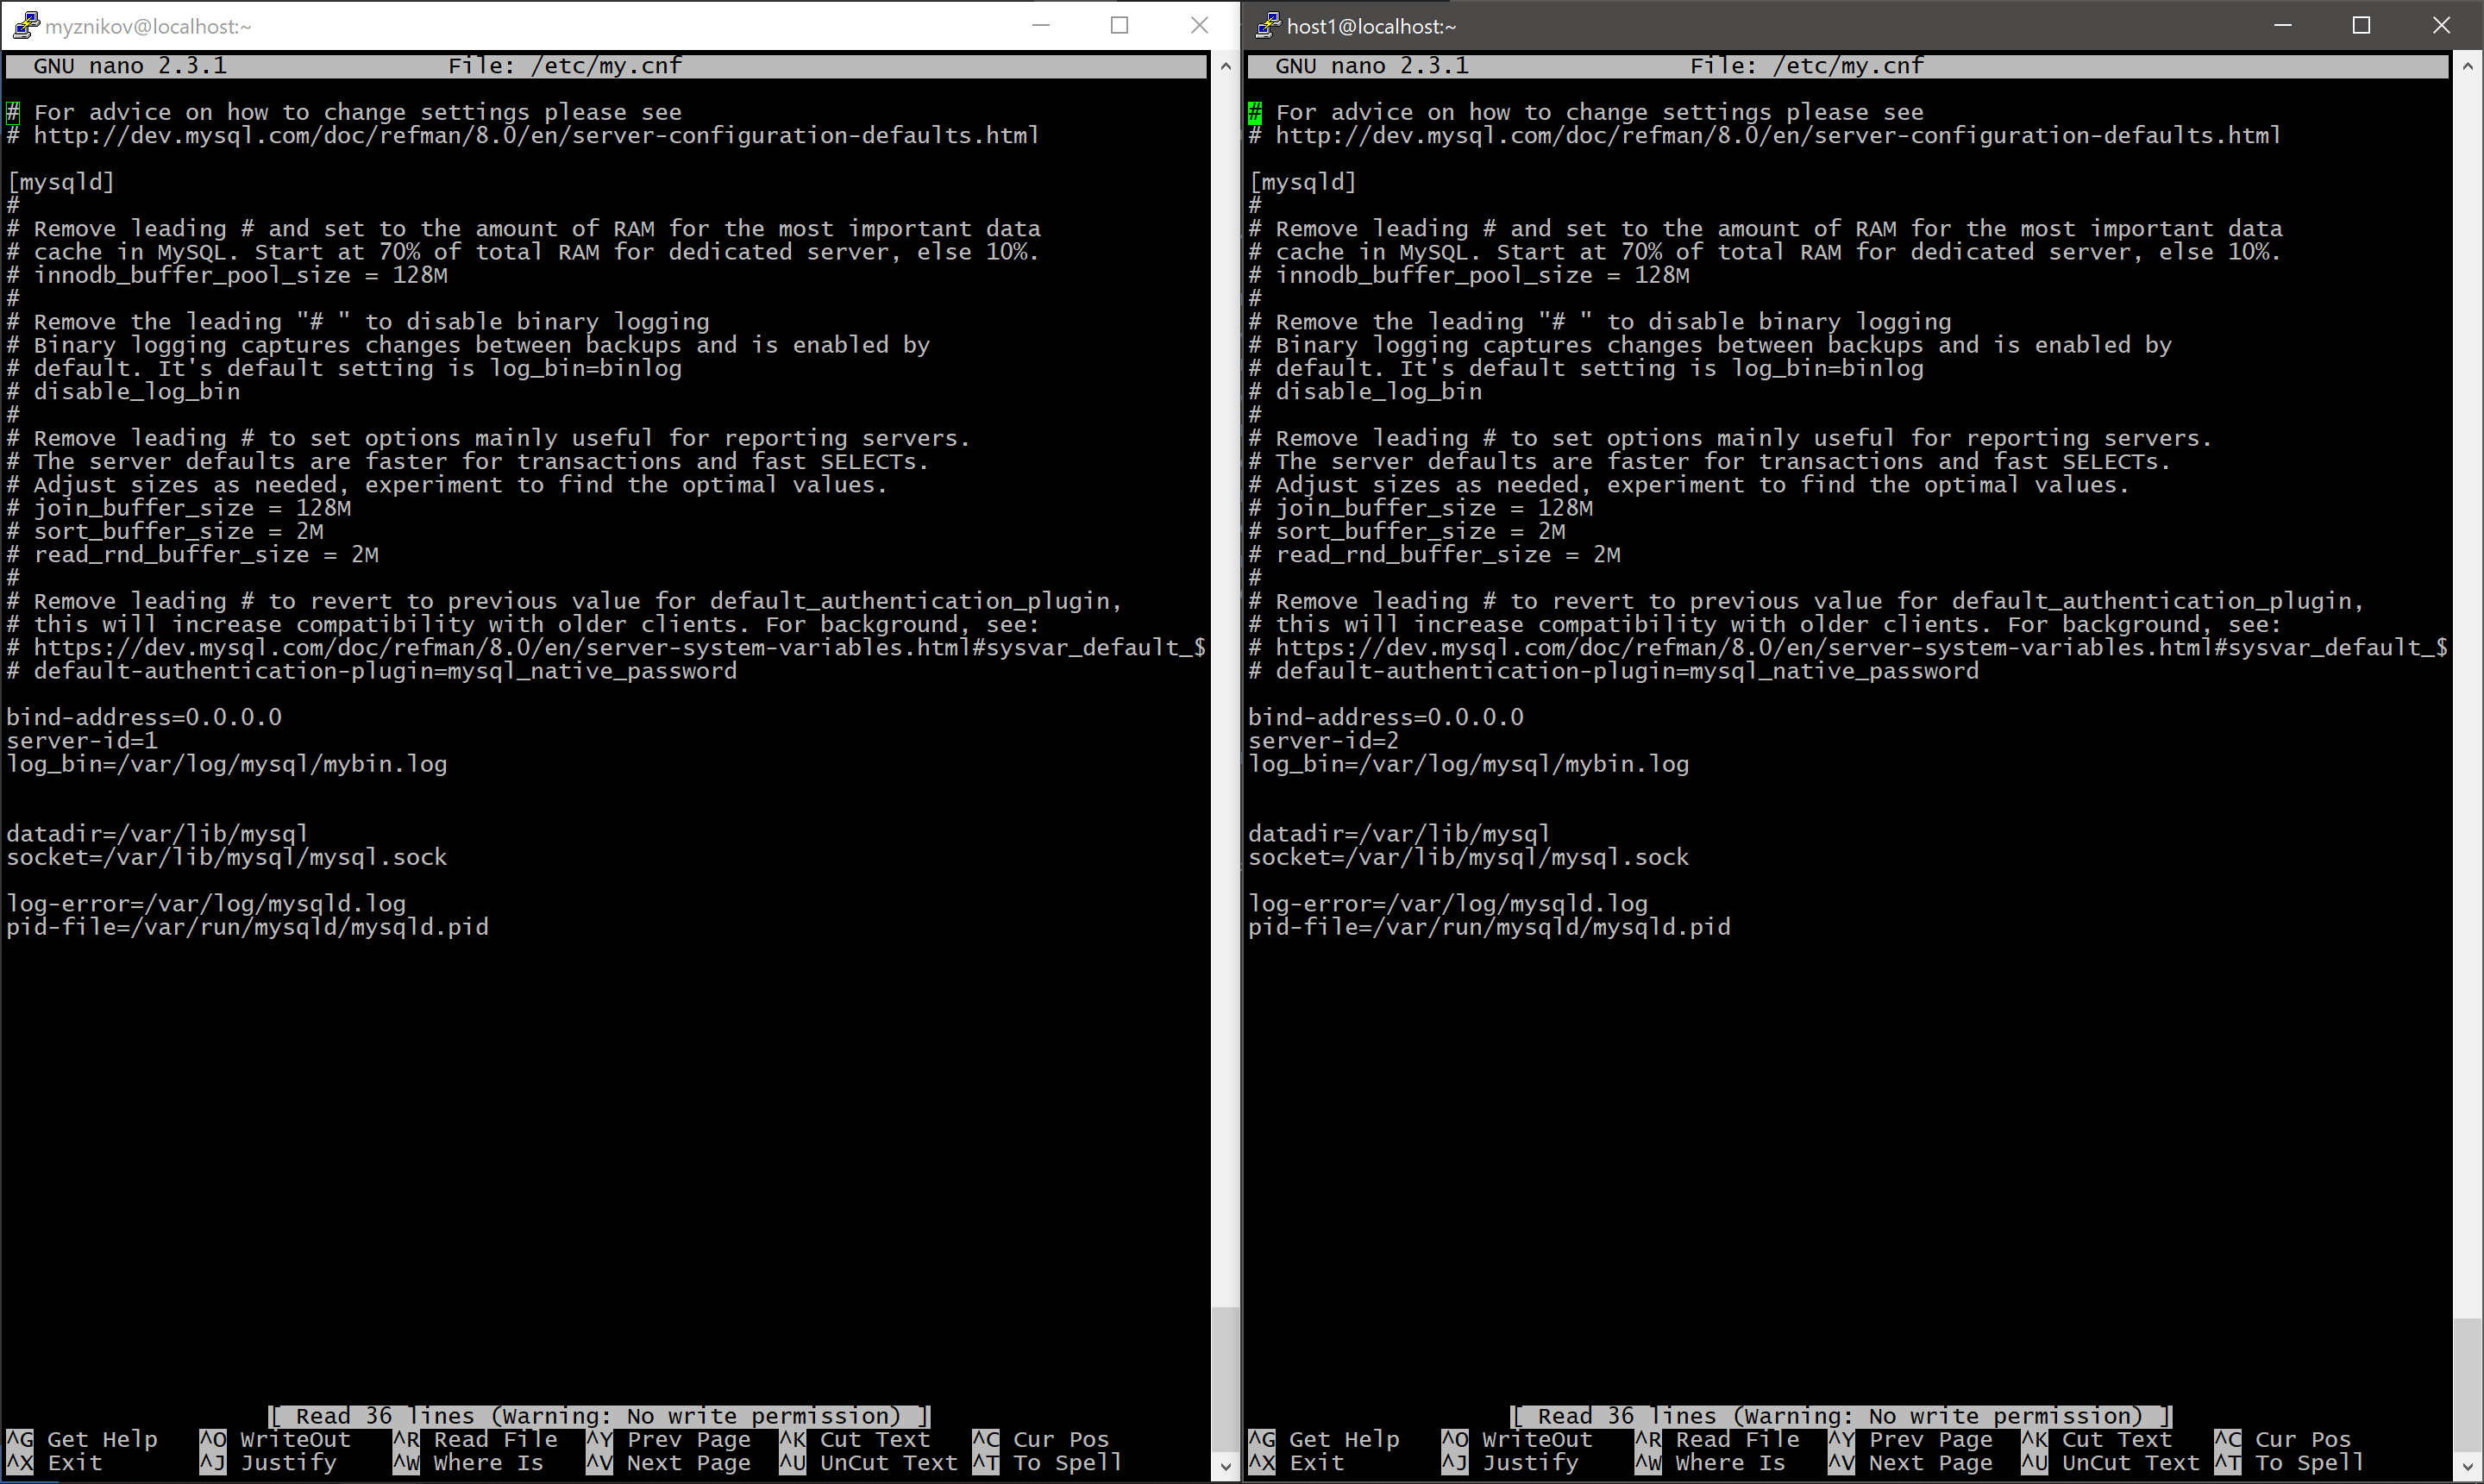 myznikov@localhost:~
GNU nano 2.3.1 File: /etc/my.cnf
# For advice on how to change settings please see
# http://dev.mysql.com/doc/refman/8.0/en/server-configuration-defaults.html
[mysqld]
#
# Remove leading # and set to the amount of RAM for the most important data
# cache in MySQL. Start at 70% of total RAM for dedicated server, else 10%.
# innodb_buffer_pool_size = 128M
#
# Remove the leading "# " to disable binary logging
# Binary logging captures changes between backups and is enabled by
# default. It's default setting is log_bin=binlog
# disable_log_bin
#
# Remove leading # to set options mainly useful for reporting servers.
# The server defaults are faster for transactions and fast SELECTs.
# Adjust sizes as needed, experiment to find the optimal values.
# join_buffer_size = 128M
# sort_buffer_size = 2M
# read_rnd_buffer_size = 2M
#
# Remove leading # to revert to previous value for default_authentication_plugin,
# this will increase compatibility with older clients. For background, see:
# https://dev.mysql.com/doc/refman/8.0/en/server-system-variables.html#sysvar_default_$
# default-authentication-plugin=mysql_native_password
bind-address=0.0.0.0
server-id=1
log_bin=/var/log/mysql/mybin.log
datadir=/var/lib/mysql
socket=/var/lib/mysql/mysql.sock
log-error=/var/log/mysqld.log
pid-file=/var/run/mysqld/mysqld.pid
[ Read 36 lines (Warning: No write permission) ]
^G Get Help ^O WriteOut ^R Read File ^Y Prev Page ^K Cut Text ^C Cur Pos
^X Exit ^J Justify ^W Where Is ^V Next Page ^U UnCut Text ^T To Spell
host1@localhost:~
GNU nano 2.3.1 File: /etc/my.cnf
# For advice on how to change settings please see
# http://dev.mysql.com/doc/refman/8.0/en/server-configuration-defaults.html
[mysqld]
#
# Remove leading # and set to the amount of RAM for the most important data
# cache in MySQL. Start at 70% of total RAM for dedicated server, else 10%.
# innodb_buffer_pool_size = 128M
#
# Remove the leading "# " to disable binary logging
# Binary logging captures changes between backups and is enabled by
# default. It's default setting is log_bin=binlog
# disable_log_bin
#
# Remove leading # to set options mainly useful for reporting servers.
# The server defaults are faster for transactions and fast SELECTs.
# Adjust sizes as needed, experiment to find the optimal values.
# join_buffer_size = 128M
# sort_buffer_size = 2M
# read_rnd_buffer_size = 2M
#
# Remove leading # to revert to previous value for default_authentication_plugin,
# this will increase compatibility with older clients. For background, see:
# https://dev.mysql.com/doc/refman/8.0/en/server-system-variables.html#sysvar_default_$
# default-authentication-plugin=mysql_native_password
bind-address=0.0.0.0
server-id=2
log_bin=/var/log/mysql/mybin.log
datadir=/var/lib/mysql
socket=/var/lib/mysql/mysql.sock
log-error=/var/log/mysqld.log
pid-file=/var/run/mysqld/mysqld.pid
[ Read 36 lines (Warning: No write permission) ]
^G Get Help ^O WriteOut ^R Read File ^Y Prev Page ^K Cut Text ^C Cur Pos
^X Exit ^J Justify ^W Where Is ^V Next Page ^U UnCut Text ^T To Spell